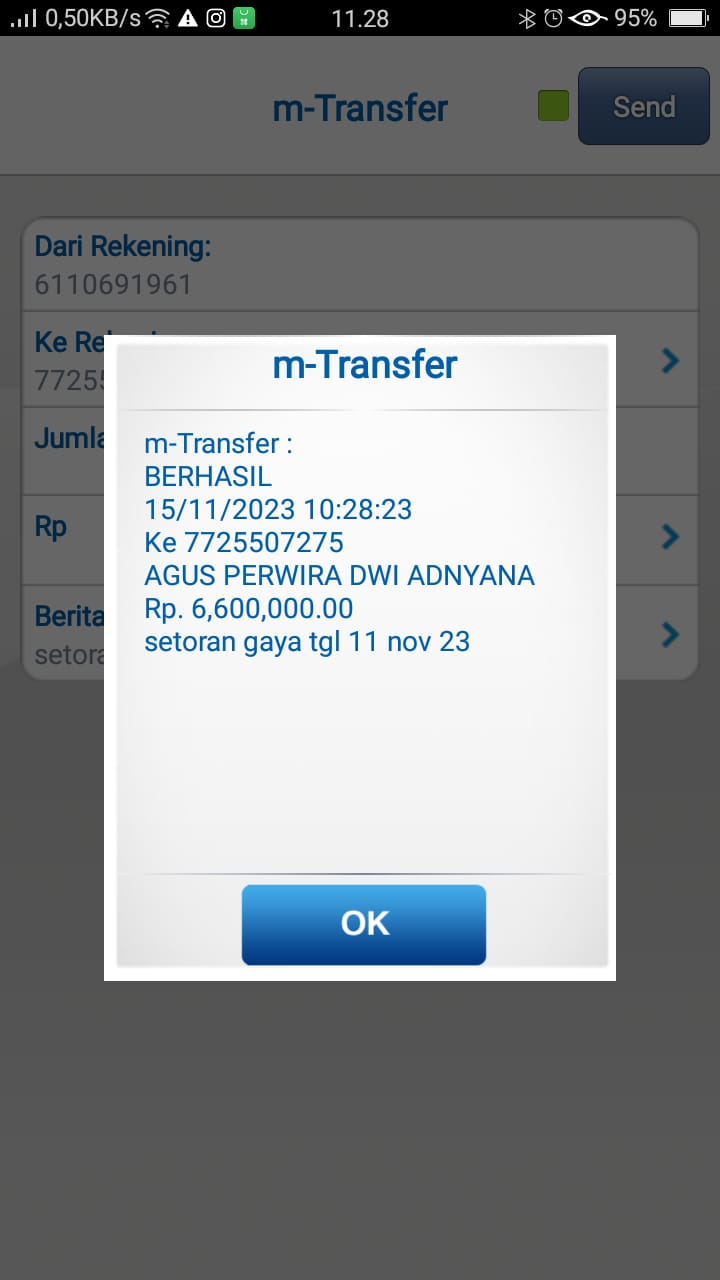 0,50KB/s 11.28 95%
m-Transfer Send
Dari Rekening:
6110691961
Ke
7725
m-Transfer
m-Transfer :
BERHASIL
15/11/2023 10:28:23
Ke 7725507275
AGUS PERWIRA DWI ADNYANA
Rp. 6,600,000.00
setoran gaya tgl 11 nov 23
Rp
OK